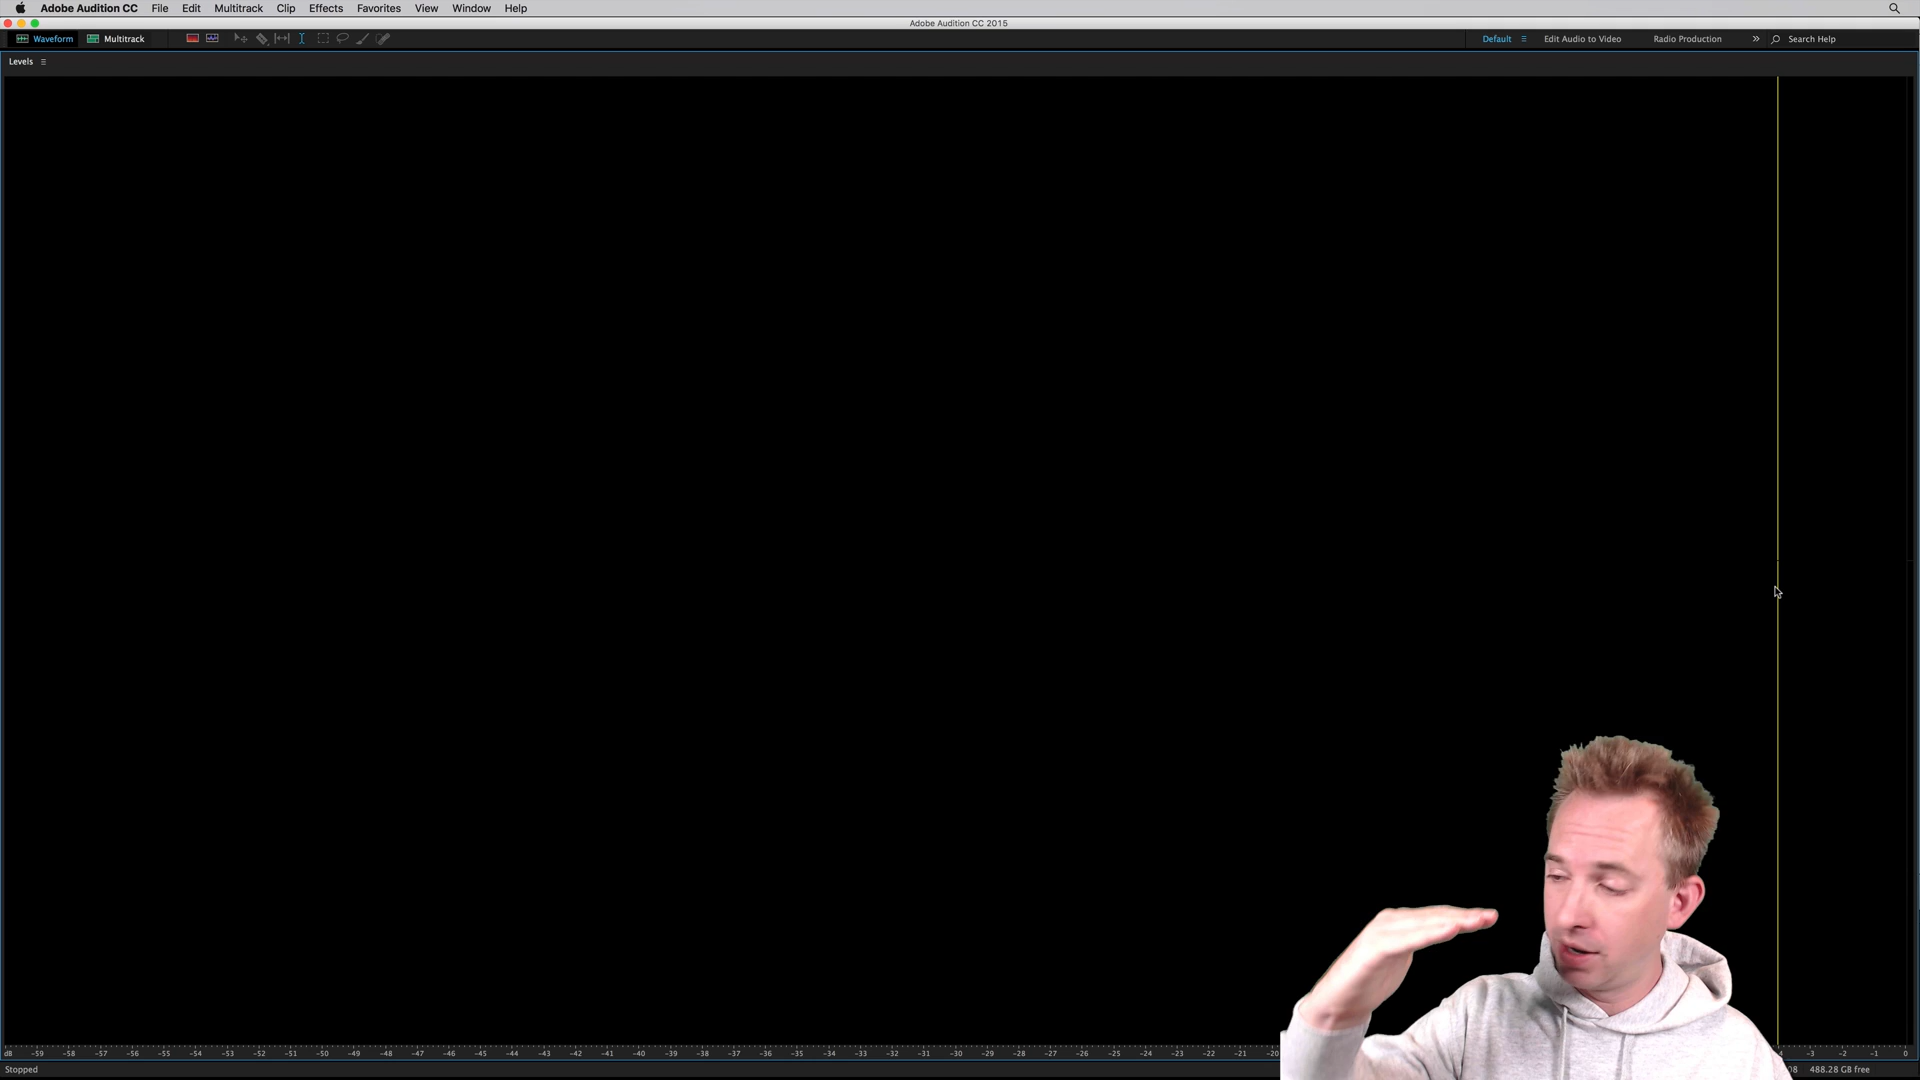 Adobe Audition CC File Edit Multitrack Clip Effects Favorites View Window Help
Adobe Audition CC 2015
Waveform Multitrack Default Edit Audio to Video Radio Production Search Help
Levels
dB -59 -58 -57 -56 -55 -54 -53 -52 -51 -50 -49 -48 -47 -46 -45 -44 -43 -42 -41 -40 -39 -38 -37 -36 -35 -34 -33 -32 -31 -30 -29 -28 -27 -26 -25 -24 -23 -22 -21 -20 -3 -2 -1 0
Stopped 488.28 GB free